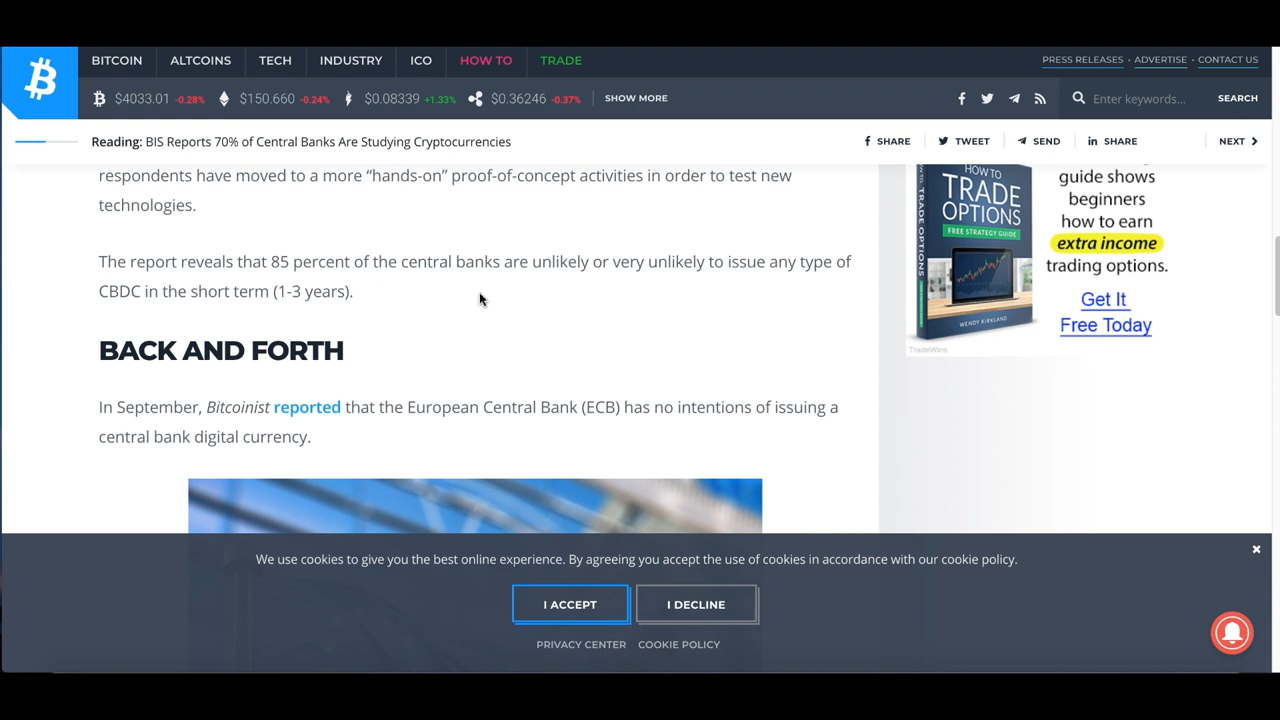 BITCOIN ALTCOINS TECH INDUSTRY ICO HOW TO TRADE
PRESS RELEASES · ADVERTISE · CONTACT US
$4033.01 -0.28% $150.660 -0.24% $0.08339 +1.33% $0.36246 -0.37% SHOW MORE
Enter keywords... SEARCH
Reading: BIS Reports 70% of Central Banks Are Studying Cryptocurrencies
SHARE TWEET SEND SHARE NEXT
respondents have moved to a more “hands-on” proof-of-concept activities in order to test new
technologies.
The report reveals that 85 percent of the central banks are unlikely or very unlikely to issue any type of
CBDC in the short term (1-3 years).
BACK AND FORTH
In September, Bitcoinist reported that the European Central Bank (ECB) has no intentions of issuing a
central bank digital currency.
HOW TO
TRADE
OPTIONS
FREE STRATEGY GUIDE
WENDY KIRKLAND
TradeWins
guide shows
beginners
how to earn
extra income
trading options.
Get It
Free Today
We use cookies to give you the best online experience. By agreeing you accept the use of cookies in accordance with our cookie policy.
I ACCEPT I DECLINE
PRIVACY CENTER COOKIE POLICY